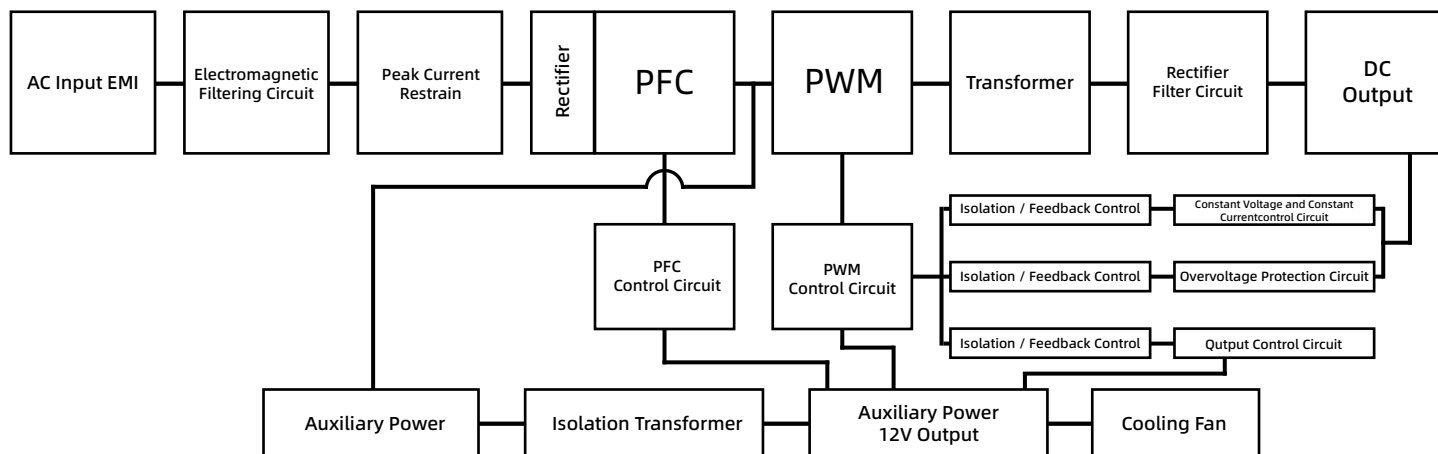 AC Input EMI
Electromagnetic
Filtering Circuit
Peak Current
Restrain
Rectifier
PFC
PWM
Transformer
Rectifier
Filter Circuit
DC
Output
Isolation / Feedback Control
Constant Voltage and Constant
Currentcontrol Circuit
PFC
Control Circuit
PWM
Control Circuit
Isolation / Feedback Control
Overvoltage Protection Circuit
Isolation / Feedback Control
Qutput Control Circuit
Auxiliary Power
Isolation Transformer
Auxiliary Power
12V Output
Cooling Fan